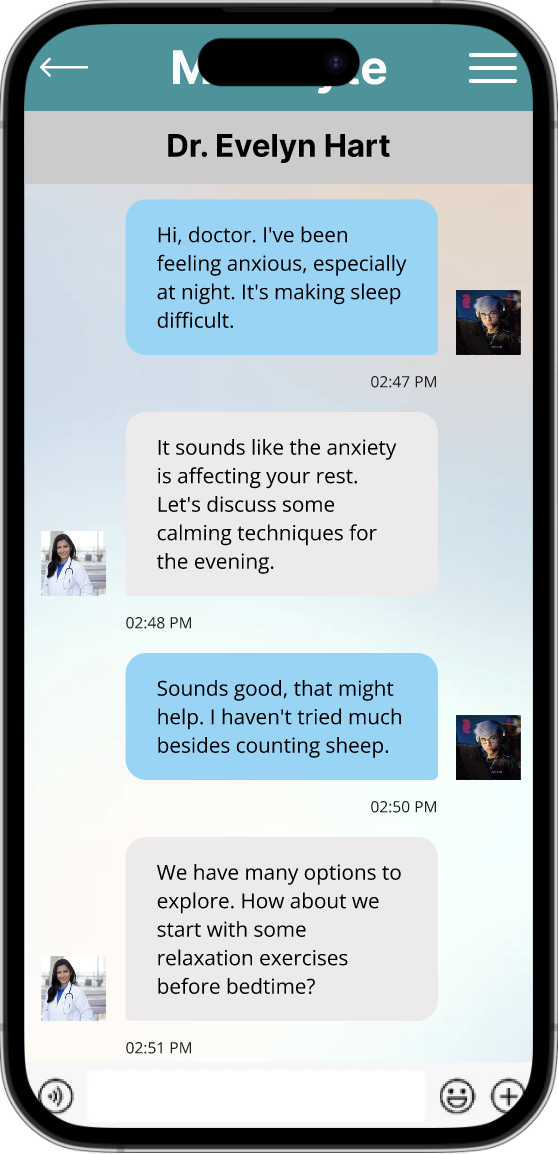 Dr. Evelyn Hart
Hi, doctor. I've been
feeling anxious, especially
at night. It's making sleep
difficult.
02:47 PM
It sounds like the anxiety
is affecting your rest.
Let's discuss some
calming techniques for
the evening.
02:48 PM
Sounds good, that might
help. I haven't tried much
besides counting sheep.
02:50 PM
We have many options to
explore. How about we
start with some
relaxation exercises
before bedtime?
02:51 PM